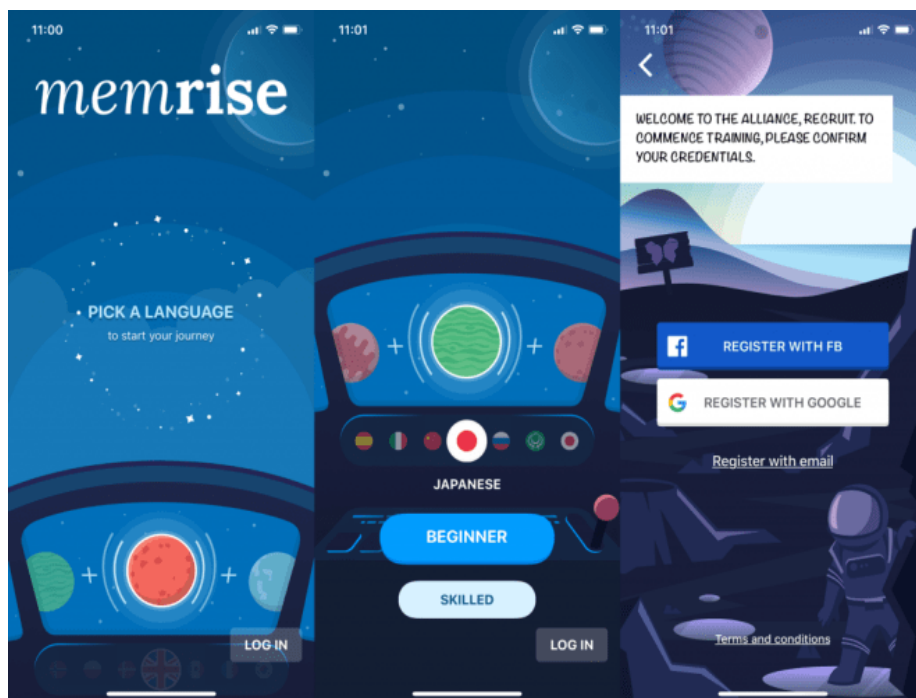 11:00
memrise
PICK A LANGUAGE
to start your journey
LOG IN
11:01
JAPANESE
BEGINNER
SKILLED
LOG IN
11:01
WELCOME TO THE ALLIANCE, RECRUIT. TO
COMMENCE TRAINING, PLEASE CONFIRM
YOUR CREDENTIALS.
REGISTER WITH FB
REGISTER WITH GOOGLE
Register with email
Terms and conditions